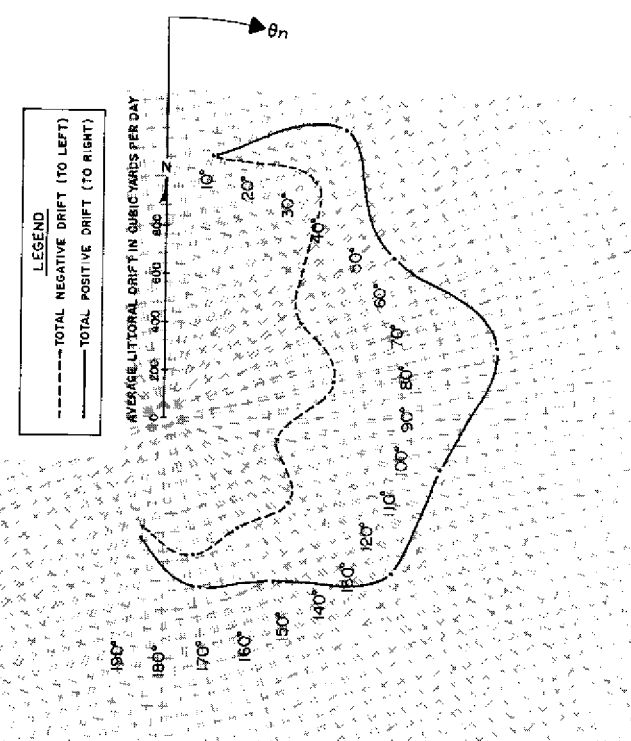 LEGEND
TOTAL NEGATIVE DRIFT (TO LEFT)
TOTAL POSITIVE DRIFT (TO RIGHT)
AVERAGE LITTORAL DRIFT IN CUBIC YARDS PER DAY
0 200 400 600 800
N
θn
10°
20°
30°
40°
50°
60°
70°
80°
90°
100°
110°
120°
130°
140°
150°
160°
170°
180°
190°